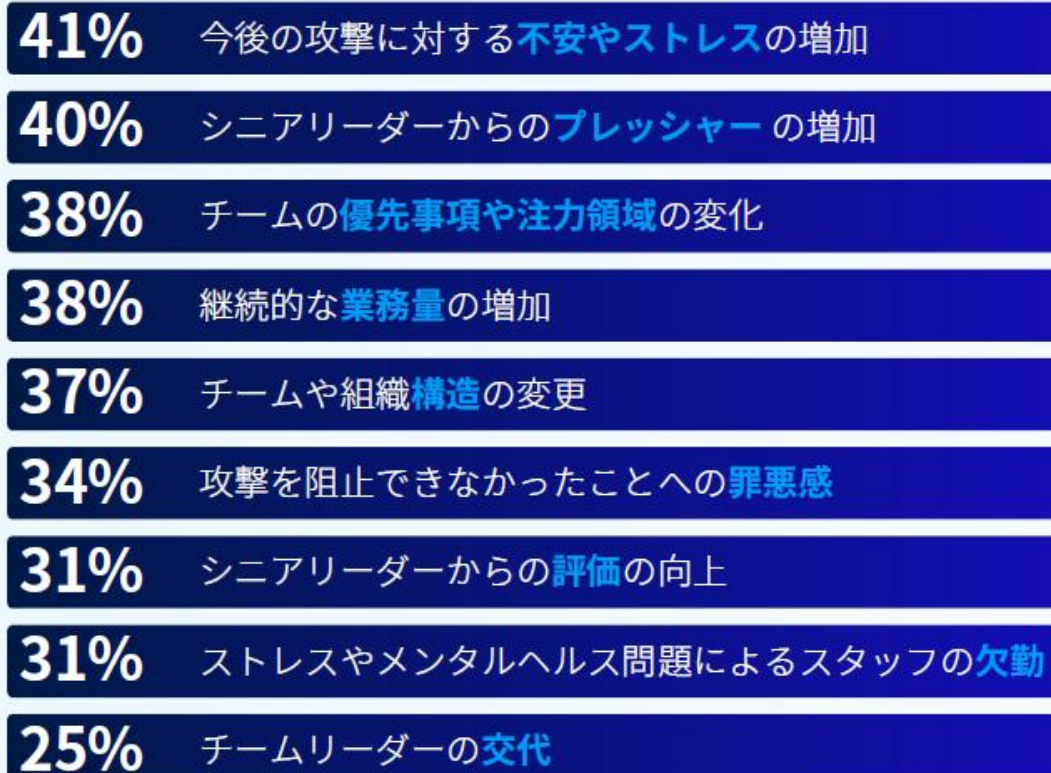 41% 今後の攻撃に対する不安やストレスの増加
40% シニアリーダーからのプレッシャー の増加
38% チームの優先事項や注力領域の変化
38% 継続的な業務量の増加
37% チームや組織構造の変更
34% 攻撃を阻止できなかったことへの罪悪感
31% シニアリーダーからの評価の向上
31% ストレスやメンタルヘルス問題によるスタッフの欠勤
25% チームリーダーの交代